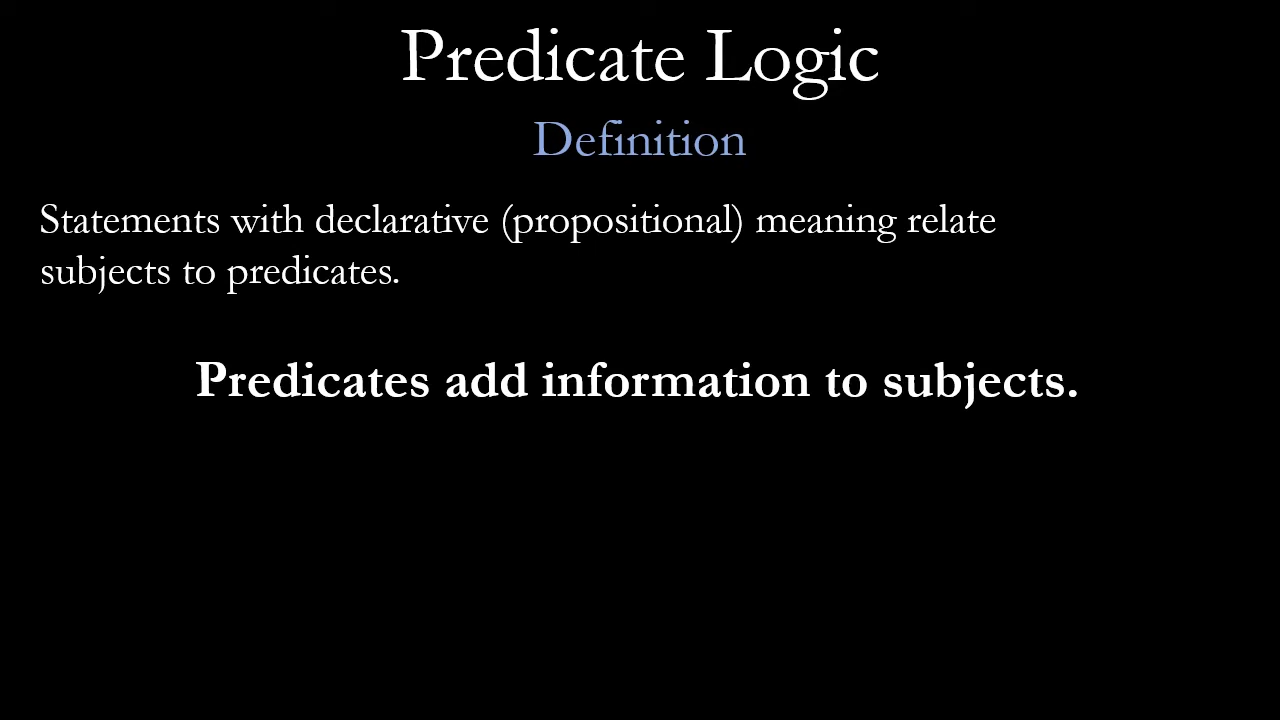 Predicate Logic
Definition
Statements with declarative (propositional) meaning relate
subjects to predicates.
Predicates add information to subjects.